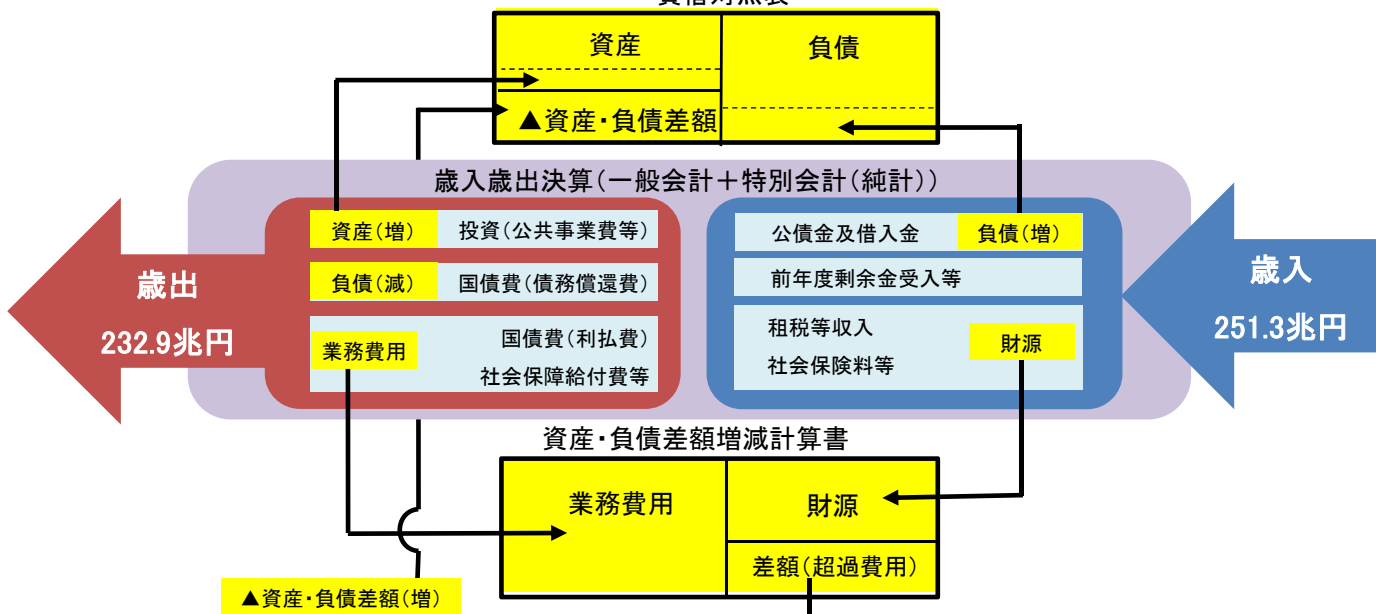 資産
負債
▲資産・負債差額
歳入歳出決算(一般会計+特別会計(純計))
資産(増)
投資(公共事業費等)
公債金及借入金
負債(増)
負債(減)
国債費(債務償還費)
前年度剰余金受入等
歳出
232.9兆円
業務費用
国債費(利払費)
社会保障給付費等
租税等収入
社会保険料等
財源
歳入
251.3兆円
資産・負債差額増減計算書
業務費用
財源
差額(超過費用)
▲資産・負債差額(増)